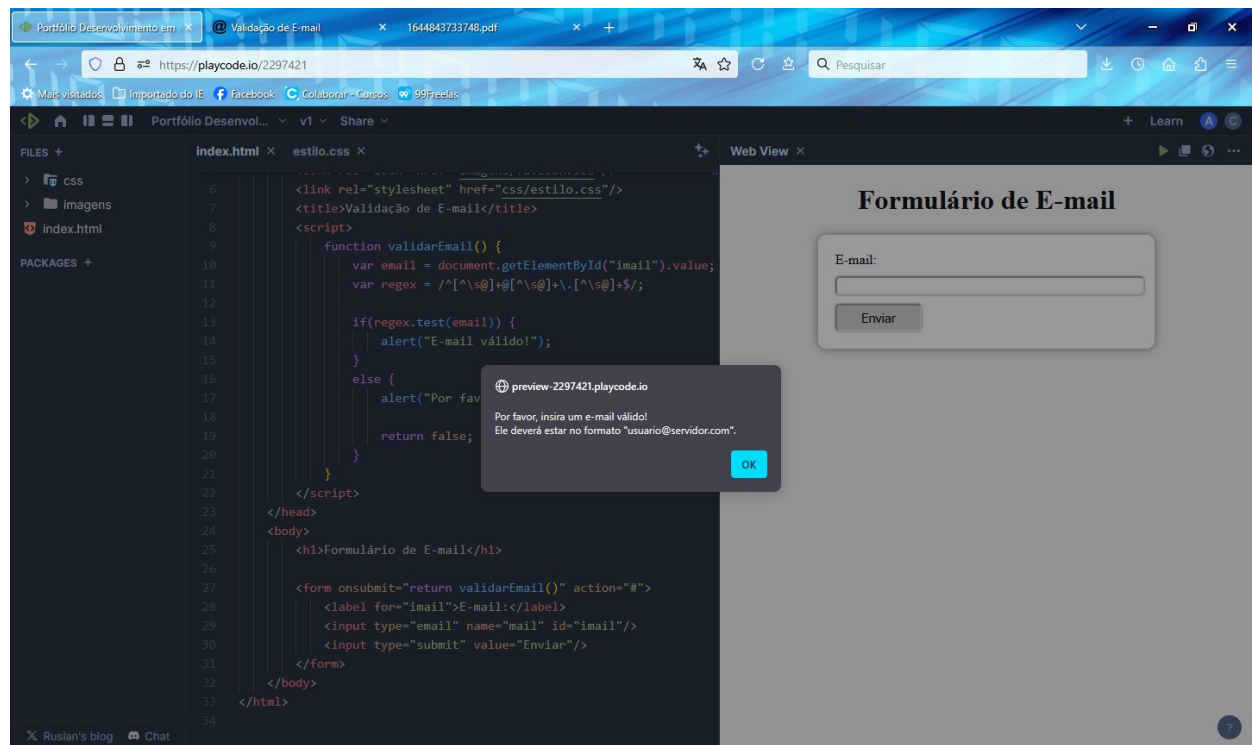 Portfólio Desenvolvimento em
Validação de E-mail
1644843733748.pdf
https://playcode.io/2297421
Pesquisar
Mais visitados
Importado do IE
Facebook
Colaborar - Cursos
99Freelas
Portfólio Desenvol...
v1
Share
+ Learn
A
C
FILES +
index.html
estilo.css
Web View
css
imagens
index.html
PACKAGES +
6 <link rel="stylesheet" href="css/estilo.css"/>
7 <title>Validação de E-mail</title>
8 <script>
9 function validarEmail() {
10 var email = document.getElementById("imail").value;
11 var regex = /^[^\s@]+@[^\s@]+\.[^\s@]+$/;
12
13 if(regex.test(email)) {
14 alert("E-mail válido!");
15 }
16 else {
17 alert("Por fav
18
19 return false;
20 }
21 }
22 </script>
23 </head>
24 <body>
25 <h1>Formulário de E-mail</h1>
26
27 <form onsubmit="return validarEmail()" action="#">
28 <label for="imail">E-mail:</label>
29 <input type="email" name="mail" id="imail"/>
30 <input type="submit" value="Enviar"/>
31 </form>
32 </body>
33 </html>
34
Formulário de E-mail
E-mail:
Enviar
preview-2297421.playcode.io
Por favor, insira um e-mail válido!
Ele deverá estar no formato "usuario@servidor.com".
OK
Ruslan's blog
Chat
?